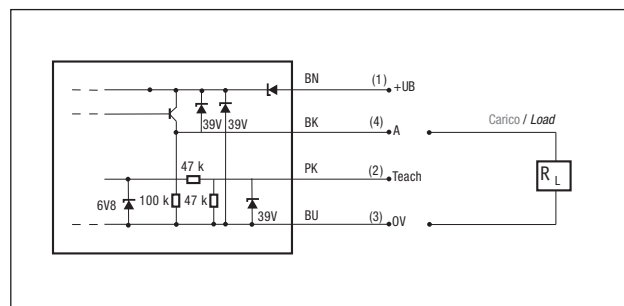 BN (1) +UB
39V 39V BK (4) A Carico / Load
47 k PK (2) Teach R L
6V8 100 k 47 k 39V BU (3) 0V